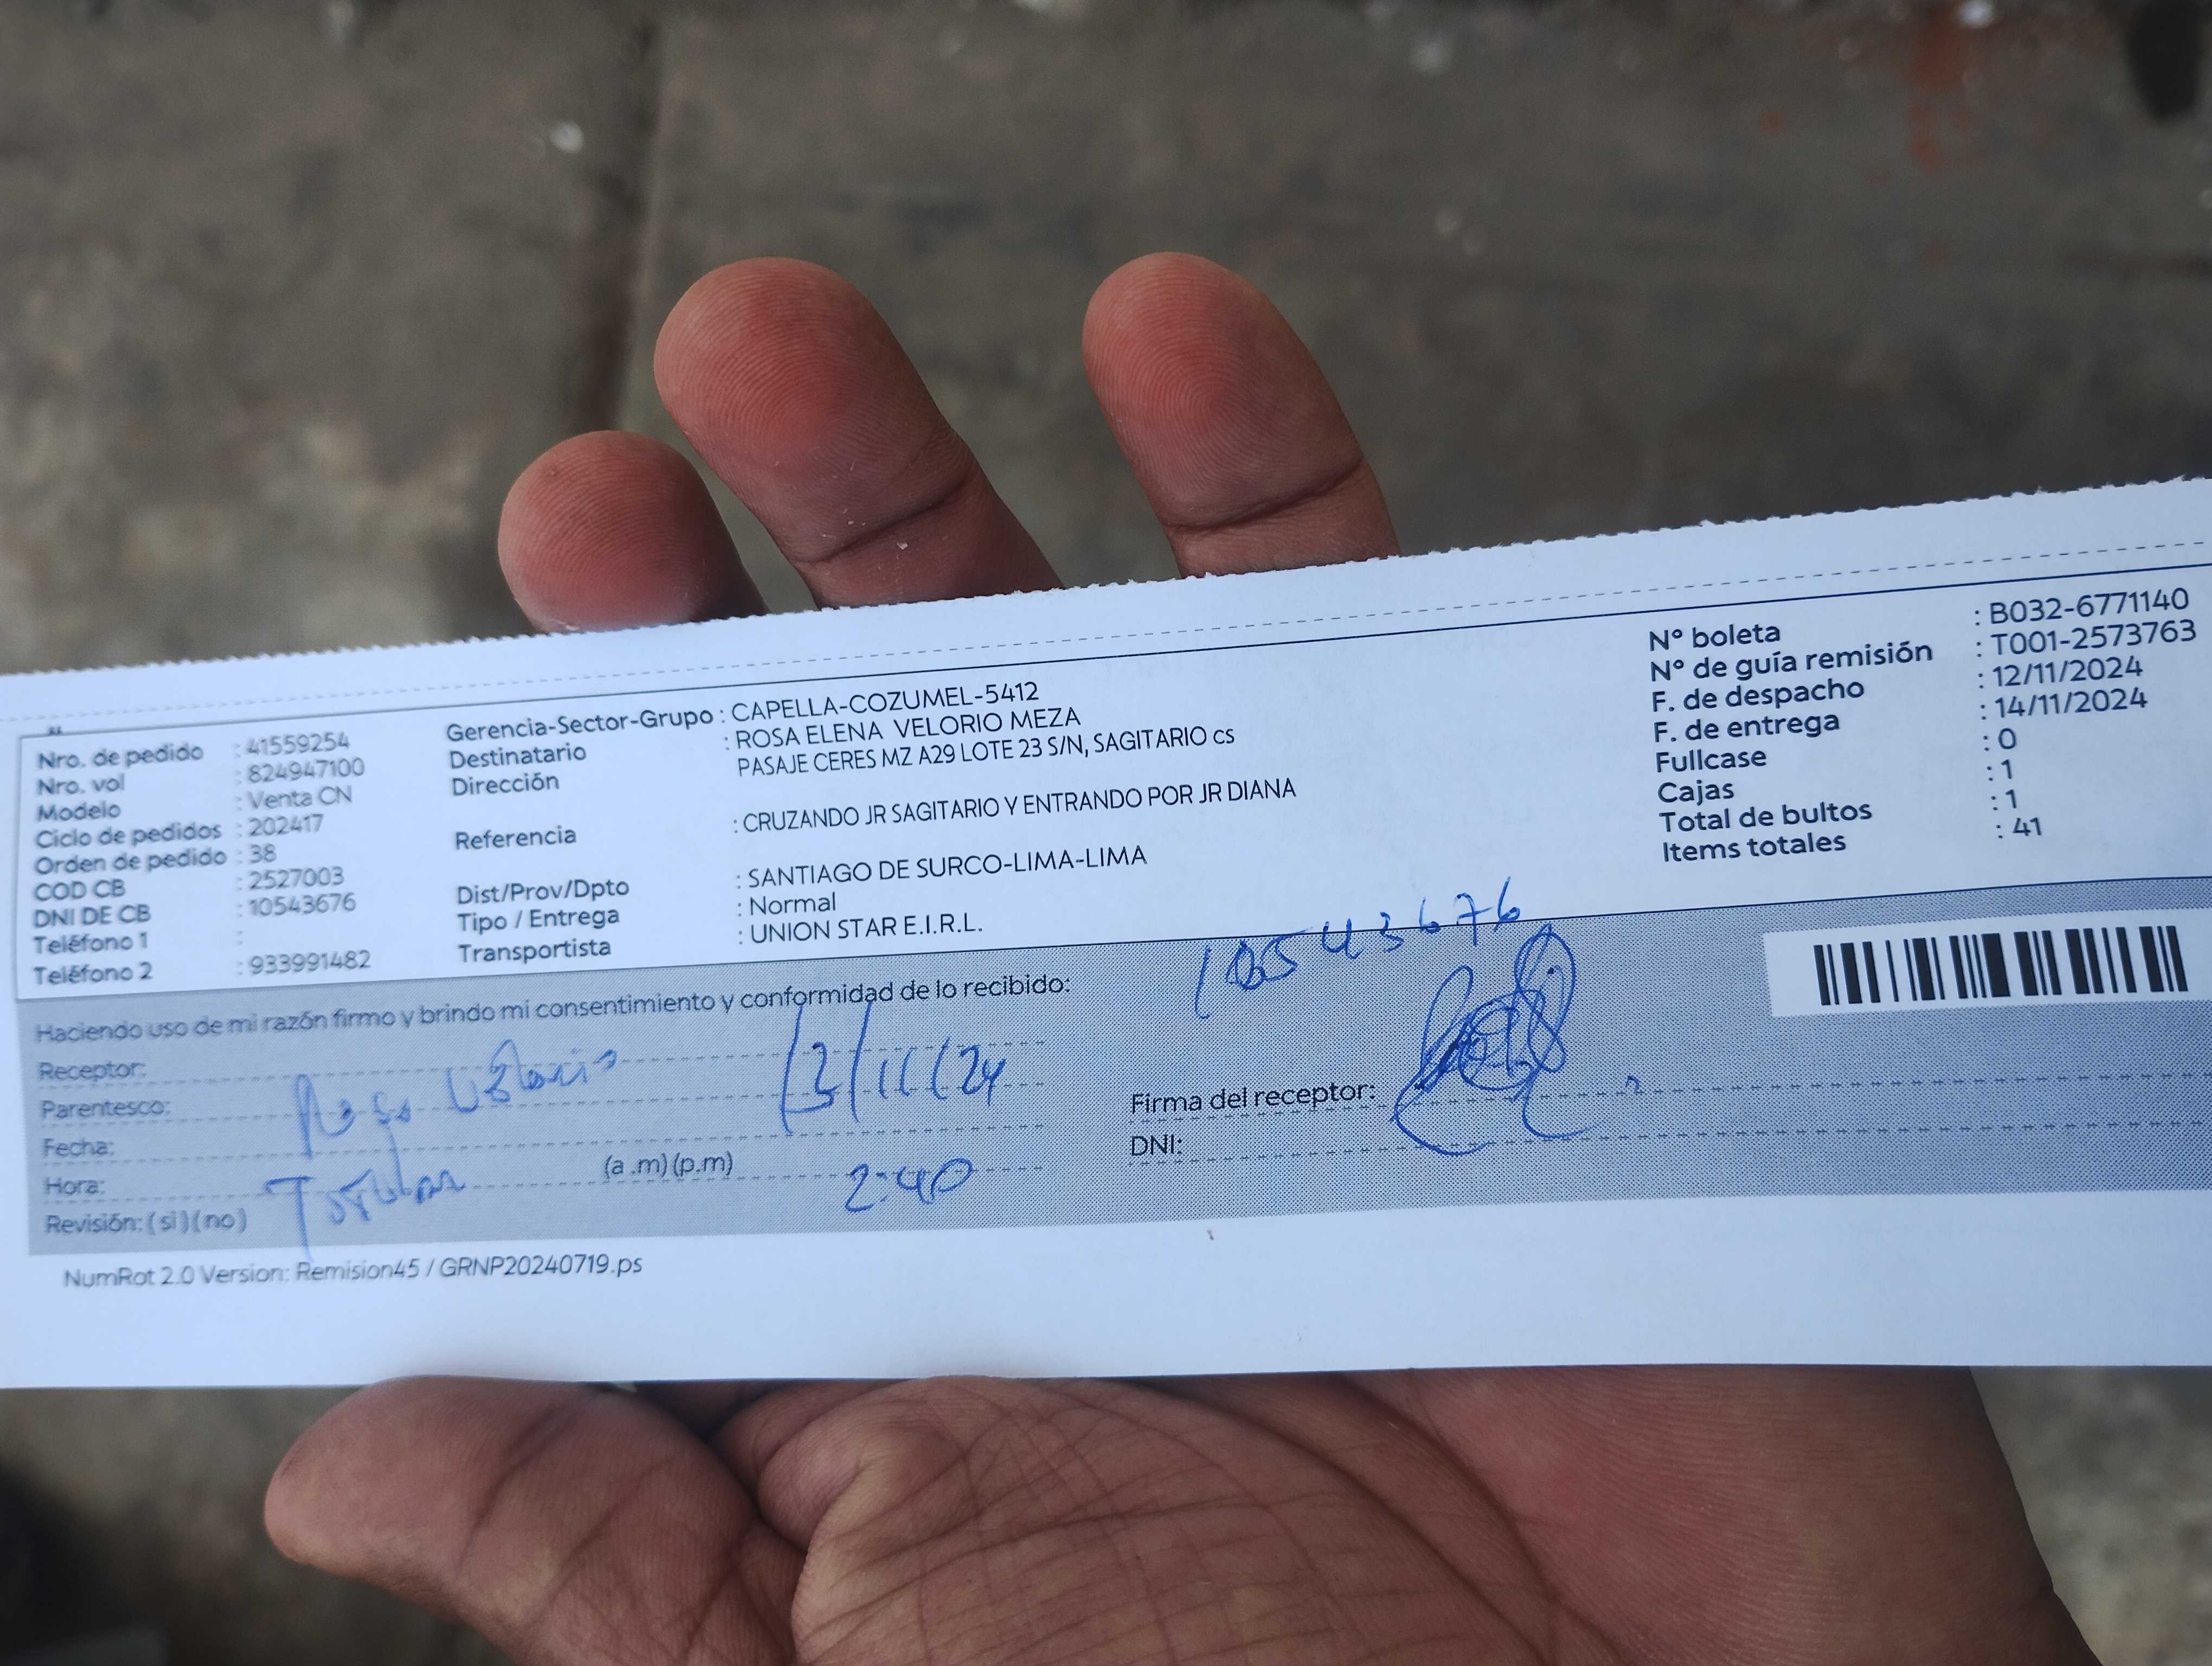 Nro. de pedido : 41559254
Nro. vol : 824947100
Modelo : Venta CN
Ciclo de pedidos : 202417
Orden de pedido : 38
COD CB : 2527003
DNI DE CB : 10543676
Teléfono 1 :
Teléfono 2 : 933991482
Gerencia-Sector-Grupo : CAPELLA-COZUMEL-5412
Destinatario : ROSA ELENA VELORIO MEZA
Dirección PASAJE CERES MZ A29 LOTE 23 S/N, SAGITARIO cs
Referencia : CRUZANDO JR SAGITARIO Y ENTRANDO POR JR DIANA
Dist/Prov/Dpto : SANTIAGO DE SURCO-LIMA-LIMA
Tipo / Entrega : Normal
Transportista : UNION STAR E.I.R.L.
N° boleta : B032-6771140
N° de guía remisión : T001-2573763
F. de despacho : 12/11/2024
F. de entrega : 14/11/2024
Fullcase : 0
Cajas : 1
Total de bultos : 1
Items totales : 41
Haciendo uso de mi razón firmo y brindo mi consentimiento y conformidad de lo recibido:
10543676
Receptor:
Parentesco: Rosa Velorio 13/11/24
Fecha:
Hora: (a .m) (p.m) 2:40
Revisión: ( si ) ( no )
Firma del receptor:
DNI:
NumRot 2.0 Version: Remision45 / GRNP20240719.ps